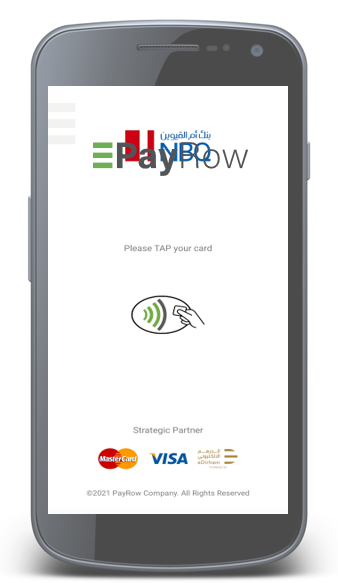 بنك أم القيوين
NBQ
PayRow
Please TAP your card
Strategic Partner
MasterCard VISA الدرهم الإلكتروني eDirham
©2021 PayRow Company. All Rights Reserved